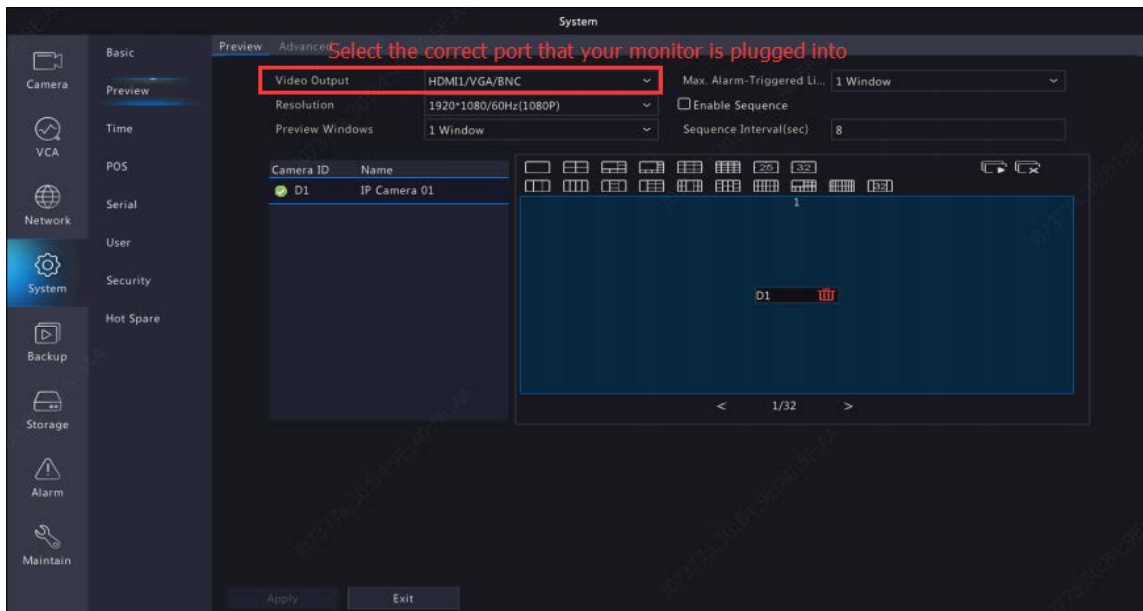 System
Preview Advanced
Select the correct port that your monitor is plugged into
Camera
VCA
Network
System
Backup
Storage
Alarm
Maintain
Basic
Preview
Time
POS
Serial
User
Security
Hot Spare
Video Output HDMI1/VGA/BNC
Max. Alarm-Triggered Li... 1 Window
Resolution 1920*1080/60Hz(1080P)
Enable Sequence
Preview Windows 1 Window
Sequence Interval(sec) 8
Camera ID Name
D1 IP Camera 01
25 32
32
1
D1
< 1/32 >
Apply Exit